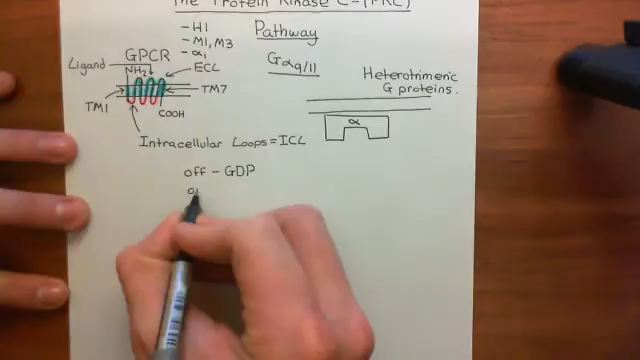 The Protein Kinase C-(PKC)
Pathway
- H1
- M1, M3
- α1
GPCR
Gαq/11
Ligand
NH2
ECL
TM7
TM1
COOH
Heterotrimeric
G proteins.
α
Intracellular Loops = ICL
off - GDP